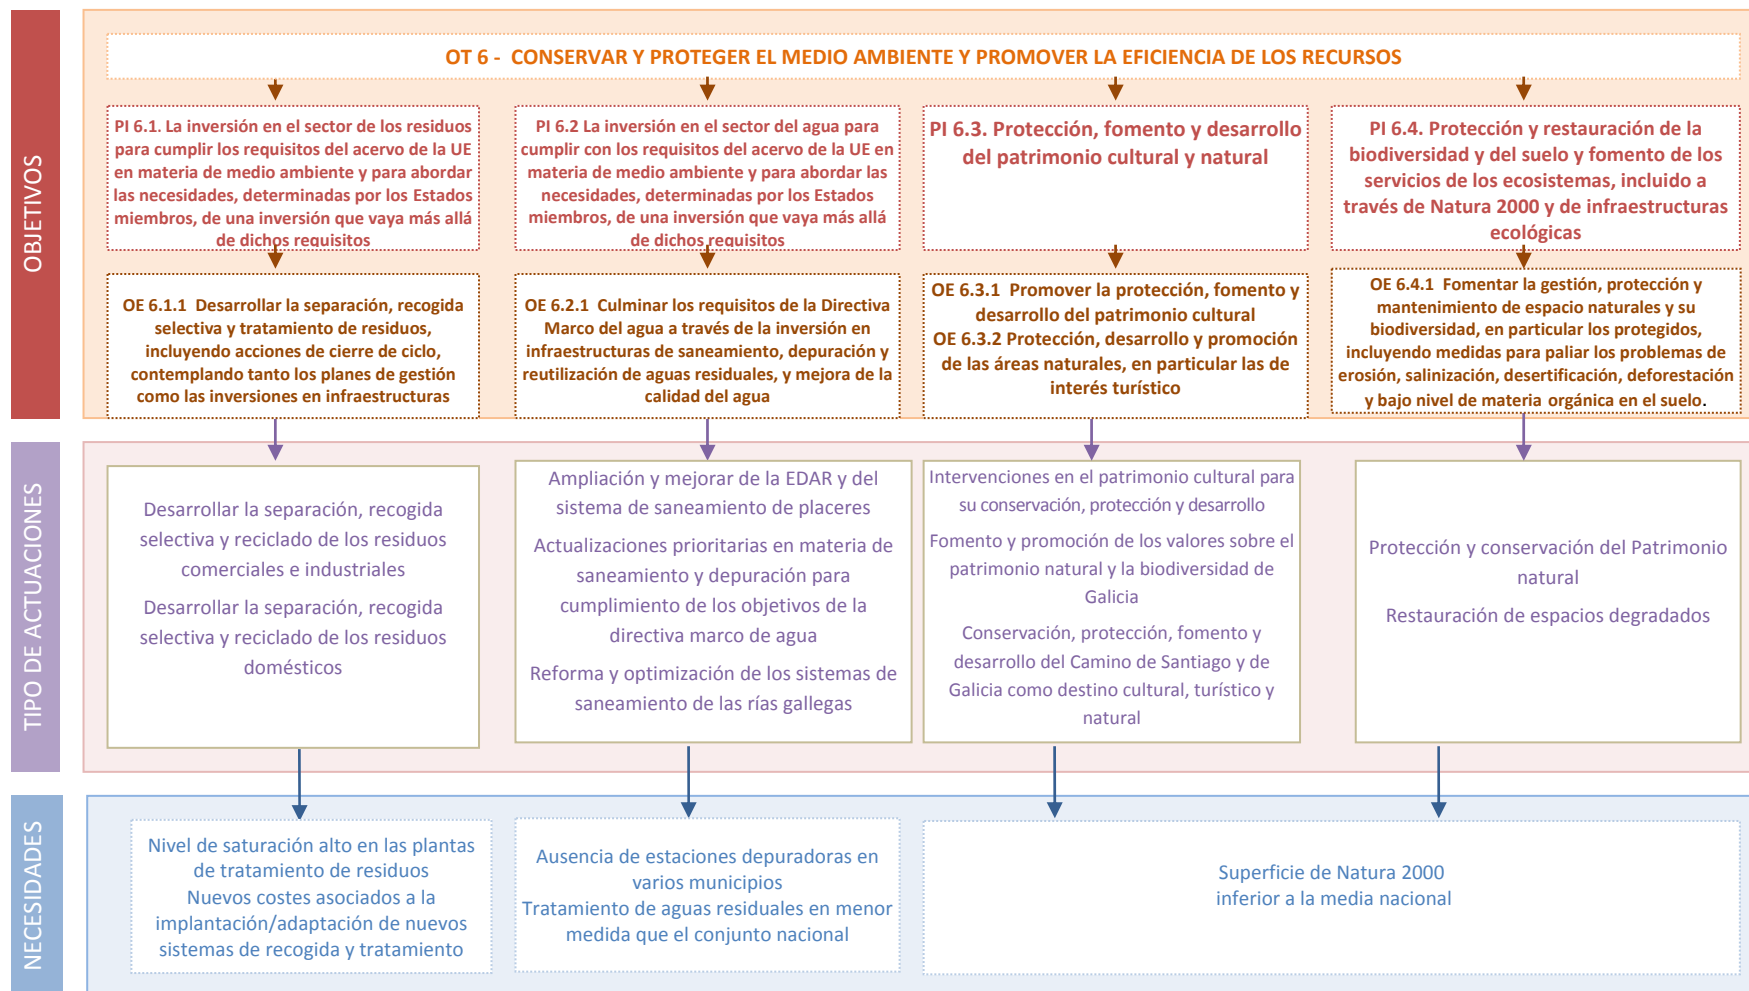 OBJETIVOS
OT 6 - CONSERVAR Y PROTEGER EL MEDIO AMBIENTE Y PROMOVER LA EFICIENCIA DE LOS RECURSOS
PI 6.1. La inversión en el sector de los residuos
para cumplir los requisitos del acervo de la UE
en materia de medio ambiente y para abordar
las necesidades, determinadas por los Estados
miembros, de una inversión que vaya más allá
de dichos requisitos
PI 6.2 La inversión en el sector del agua para
cumplir con los requisitos del acervo de la UE en
materia de medio ambiente y para abordar las
necesidades, determinadas por los Estados
miembros, de una inversión que vaya más allá
de dichos requisitos
PI 6.3. Protección, fomento y desarrollo
del patrimonio cultural y natural
PI 6.4. Protección y restauración de la
biodiversidad y del suelo y fomento de los
servicios de los ecosistemas, incluido a
través de Natura 2000 y de infraestructuras
ecológicas
OE 6.1.1 Desarrollar la separación, recogida
selectiva y tratamiento de residuos,
incluyendo acciones de cierre de ciclo,
contemplando tanto los planes de gestión
como las inversiones en infraestructuras
OE 6.2.1 Culminar los requisitos de la Directiva
Marco del agua a través de la inversión en
infraestructuras de saneamiento, depuración y
reutilización de aguas residuales, y mejora de la
calidad del agua
OE 6.3.1 Promover la protección, fomento y
desarrollo del patrimonio cultural
OE 6.3.2 Protección, desarrollo y promoción
de las áreas naturales, en particular las de
interés turístico
OE 6.4.1 Fomentar la gestión, protección y
mantenimiento de espacio naturales y su
biodiversidad, en particular los protegidos,
incluyendo medidas para paliar los problemas de
erosión, salinización, desertificación, deforestación
y bajo nivel de materia orgánica en el suelo.
TIPO DE ACTUACIONES
Desarrollar la separación, recogida
selectiva y reciclado de los residuos
comerciales e industriales
Desarrollar la separación, recogida
selectiva y reciclado de los residuos
domésticos
Ampliación y mejorar de la EDAR y del
sistema de saneamiento de placeres
Actualizaciones prioritarias en materia de
saneamiento y depuración para
cumplimiento de los objetivos de la
directiva marco de agua
Reforma y optimización de los sistemas de
saneamiento de las rías gallegas
Intervenciones en el patrimonio cultural para
su conservación, protección y desarrollo
Fomento y promoción de los valores sobre el
patrimonio natural y la biodiversidad de
Galicia
Conservación, protección, fomento y
desarrollo del Camino de Santiago y de
Galicia como destino cultural, turístico y
natural
Protección y conservación del Patrimonio
natural
Restauración de espacios degradados
NECESIDADES
Nivel de saturación alto en las plantas
de tratamiento de residuos
Nuevos costes asociados a la
implantación/adaptación de nuevos
sistemas de recogida y tratamiento
Ausencia de estaciones depuradoras en
varios municipios
Tratamiento de aguas residuales en menor
medida que el conjunto nacional
Superficie de Natura 2000
inferior a la media nacional